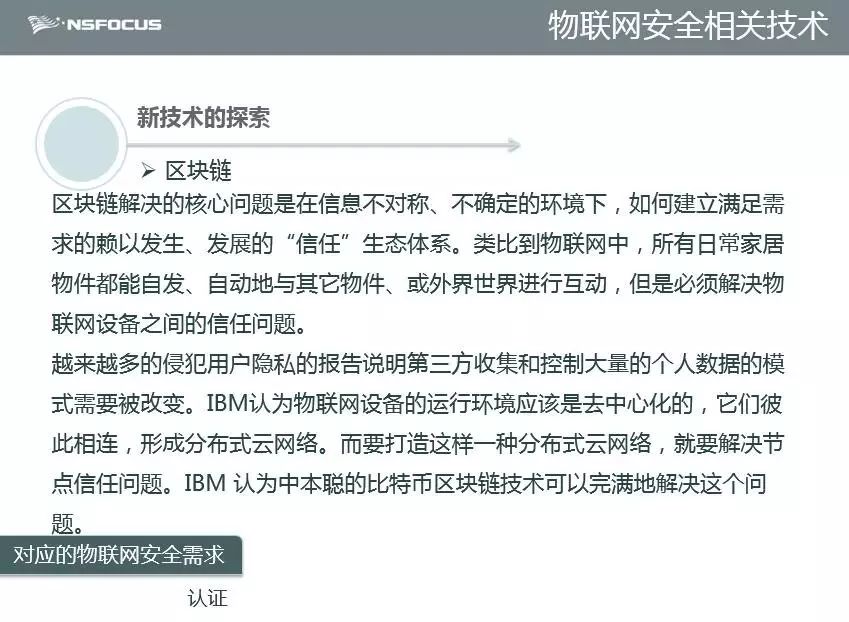 NSFOCUS
物联网安全相关技术
新技术的探索
➢ 区块链
区块链解决的核心问题是在信息不对称、不确定的环境下，如何建立满足需
求的赖以发生、发展的“信任”生态体系。类比到物联网中，所有日常家居
物件都能自发、自动地与其它物件、或外界世界进行互动，但是必须解决物
联网设备之间的信任问题。
越来越多的侵犯用户隐私的报告说明第三方收集和控制大量的个人数据的模
式需要被改变。IBM认为物联网设备的运行环境应该是去中心化的，它们彼
此相连，形成分布式云网络。而要打造这样一种分布式云网络，就要解决节
点信任问题。IBM 认为中本聪的比特币区块链技术可以完满地解决这个问
题。
对应的物联网安全需求
认证